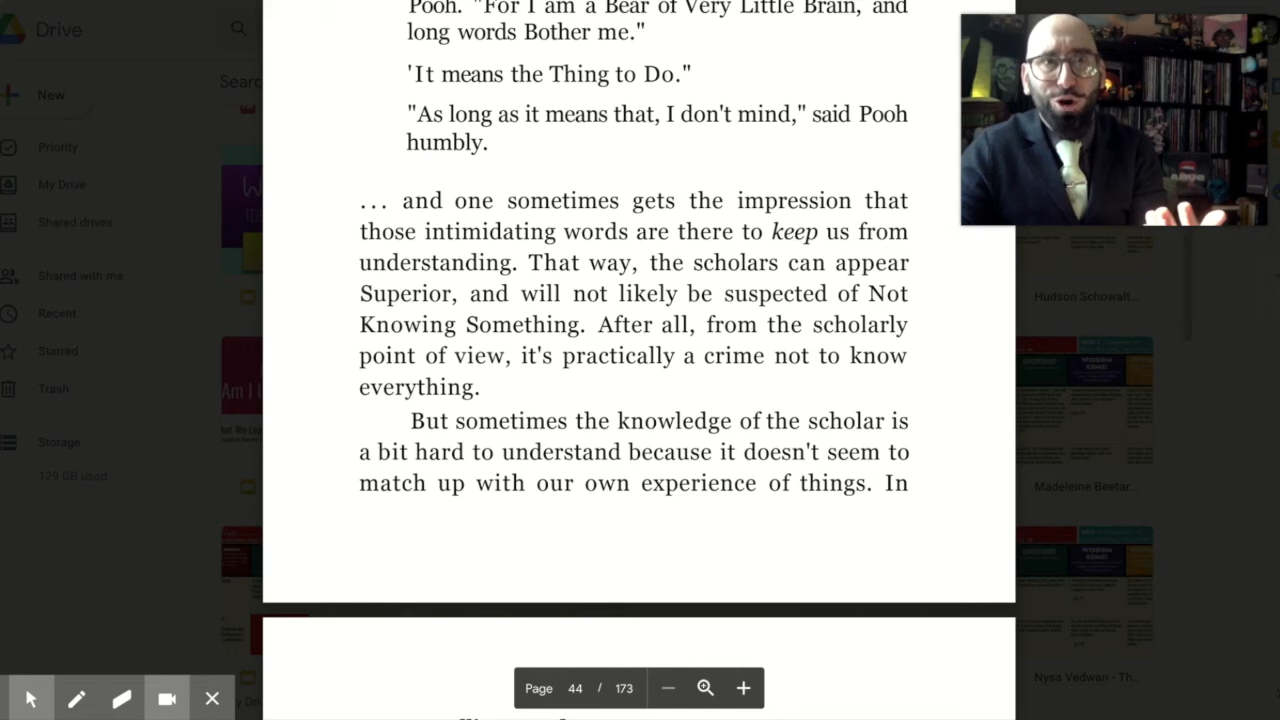 Drive
Pooh. "For I am a Bear of Very Little Brain, and
long words Bother me."
'It means the Thing to Do."
"As long as it means that, I don't mind," said Pooh
humbly.
... and one sometimes gets the impression that
those intimidating words are there to keep us from
understanding. That way, the scholars can appear
Superior, and will not likely be suspected of Not
Knowing Something. After all, from the scholarly
point of view, it's practically a crime not to know
everything.
But sometimes the knowledge of the scholar is
a bit hard to understand because it doesn't seem to
match up with our own experience of things. In
New
Priority
My Drive
Shared drives
Shared with me
Recent
Starred
Trash
Storage
129 GB used
Am I
Hudson Schowalt...
Madeleine Beetar...
Nysa Vedwan - Th...
Page 44 / 173